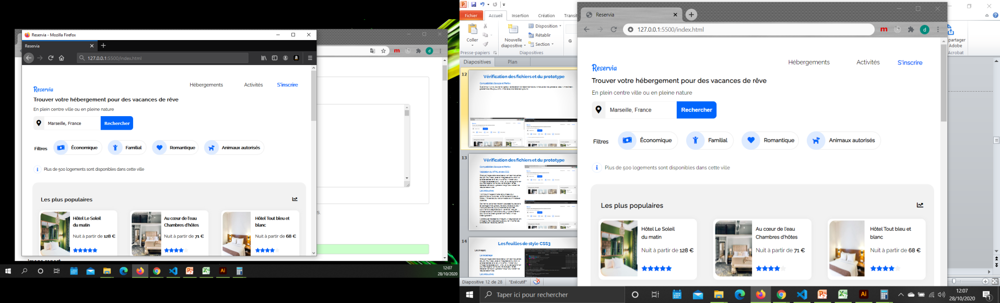 Reservia - Mozilla Firefox
Reservia
127.0.0.1:5500/index.html
Reservia
Hébergements
Activités
S'inscrire
Trouver votre hébergement pour des vacances de rêve
En plein centre ville ou en pleine nature
Marseille, France
Rechercher
Filtres
Économique
Familial
Romantique
Animaux autorisés
Plus de 500 logements sont disponibles dans cette ville
Les plus populaires
Hôtel Le Soleil
du matin
Nuit à partir de 128 €
Au cœur de l'eau
Chambres d'hôtes
Nuit à partir de 71 €
Hôtel Tout bleu et
blanc
Nuit à partir de 68 €
12:07
28/10/2020
Fichier
Accueil
Insertion
Création
Transit
Coller
Nouvelle
diapositive
Disposition
Rétablir
Section
G
Presse-papiers
Diapositives
Diapositives
Plan
12
Vérification des fichiers et du prototype
13
Vérification des fichiers et du prototype
14
Les feuilles de style CSS3
Diapositive 12 de 28
"Exécutif"
partager
Adobe
Acrobat
Reservia
127.0.0.1:5500/index.html
Reservia
Hébergements
Activités
S'inscrire
Trouver votre hébergement pour des vacances de rêve
En plein centre ville ou en pleine nature
Marseille, France
Rechercher
Filtres
Économique
Familial
Romantique
Animaux autorisés
Plus de 500 logements sont disponibles dans cette ville
Les plus populaires
Hôtel Le Soleil
du matin
Nuit à partir de 128 €
Au cœur de l'eau
Chambres d'hôtes
Nuit à partir de 71 €
Hôtel Tout bleu et
blanc
Nuit à partir de 68 €
Taper ici pour rechercher
12:07
28/10/2020